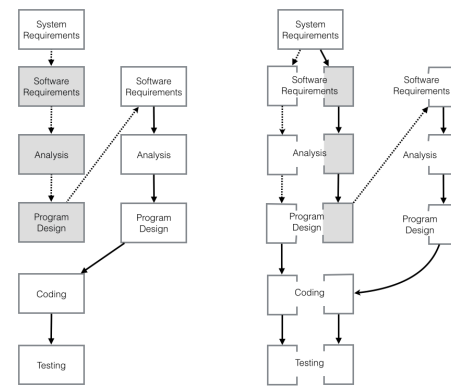 System
Requirements
Software
Requirements
Analysis
Program
Design
Software
Requirements
Analysis
Program
Design
Coding
Testing
System
Requirements
Software
Requirements
Analysis
Program
Design
Software
Requirements
Analysis
Program
Design
Coding
Testing